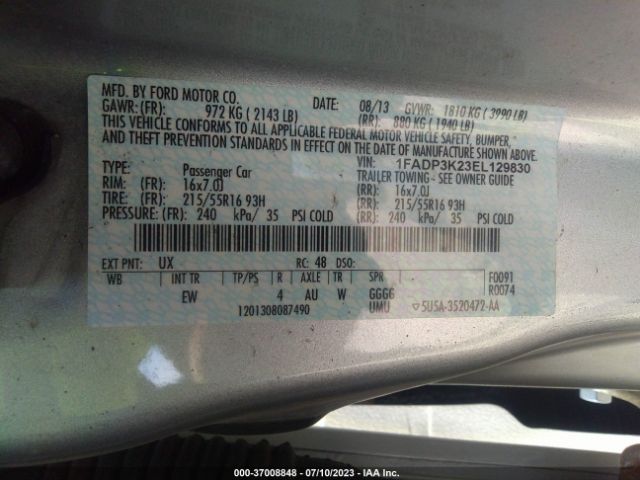 MFD. BY FORD MOTOR CO. DATE: 08/13 GVWR: 1810 KG ( 3990 LB)
GAWR: (FR): 972 KG ( 2143 LB) (RR): 880 KG ( 1940 LB)
THIS VEHICLE CONFORMS TO ALL APPLICABLE FEDERAL MOTOR VEHICLE SAFETY, BUMPER,
AND THEFT PREVENTION STANDARDS IN EFFECT ON THE DATE OF MANUFACTURE SHOWN ABOVE.
VIN: 1FADP3K23EL129830
TYPE: Passenger Car TRAILER TOWING - SEE OWNER GUIDE
RIM: (FR): 16x7.0J (RR): 16x7.0J
TIRE: (FR): 215/55R16 93H (RR): 215/55R16 93H
PRESSURE: (FR): 240 kPa/ 35 PSI COLD (RR): 240 kPa/ 35 PSI COLD
EXT PNT: UX RC: 48 DSO:
WB INT TR TP/PS R AXLE TR SPR F0091
R0074
EW 4 AU W GGGG
1201308087490 UMU 5U5A-3520472-AA
000-37008848 - 07/10/2023 - IAA Inc.